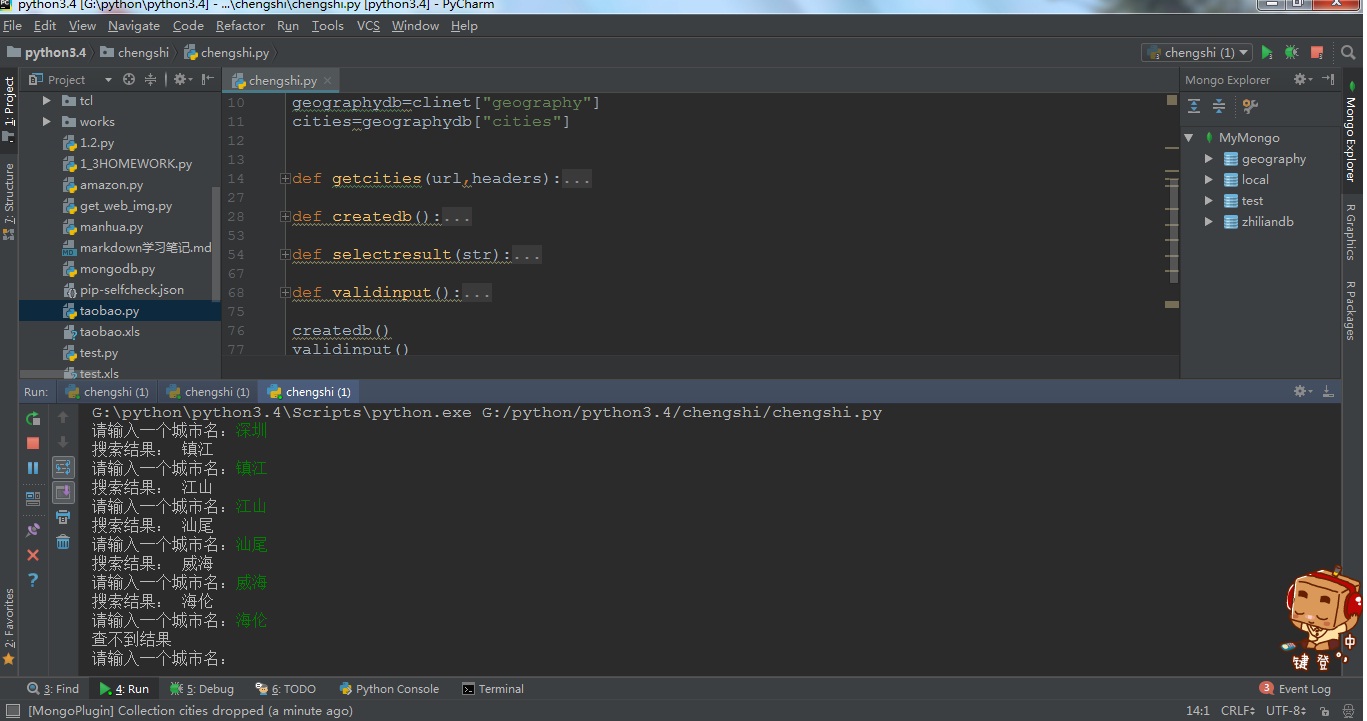 python3.4 [G:\python\python3.4] - ...\chengshi\chengshi.py [python3.4] - PyCharm
File Edit View Navigate Code Refactor Run Tools VCS Window Help
python3.4 chengshi chengshi.py chengshi (1)
Project chengshi.py Mongo Explorer
1: Project
7: Structure
2: Favorites
tcl
works
1.2.py
1_3HOMEWORK.py
amazon.py
get_web_img.py
manhua.py
markdown学习笔记.md
mongodb.py
pip-selfcheck.json
taobao.py
taobao.xls
test.py
test.xls
10 geographydb=clinet["geography"]
11 cities=geographydb["cities"]
12
13
14 def getcities(url,headers):...
27
28 def createdb():...
53
54 def selectresult(str):...
67
68 def validinput():...
75
76 createdb()
77 validinput()
MyMongo
geography
local
test
zhiliandb
Mongo Explorer
R Graphics
R Packages
Run: chengshi (1) chengshi (1) chengshi (1)
G:\python\python3.4\Scripts\python.exe G:/python/python3.4/chengshi/chengshi.py
请输入一个城市名：深圳
搜索结果： 镇江
请输入一个城市名：镇江
搜索结果： 江山
请输入一个城市名：江山
搜索结果： 汕尾
请输入一个城市名：汕尾
搜索结果： 威海
请输入一个城市名：威海
搜索结果： 海伦
请输入一个城市名：海伦
查不到结果
请输入一个城市名：
中
键 登
3: Find 4: Run 5: Debug 6: TODO Python Console Terminal 3 Event Log
[MongoPlugin] Collection cities dropped (a minute ago) 14:1 CRLF UTF-8